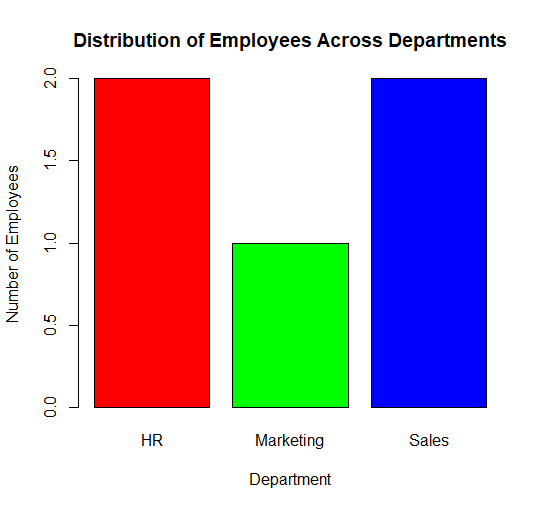 Distribution of Employees Across Departments
Number of Employees
2.0
1.5
1.0
0.5
0.0
HR
Marketing
Sales
Department